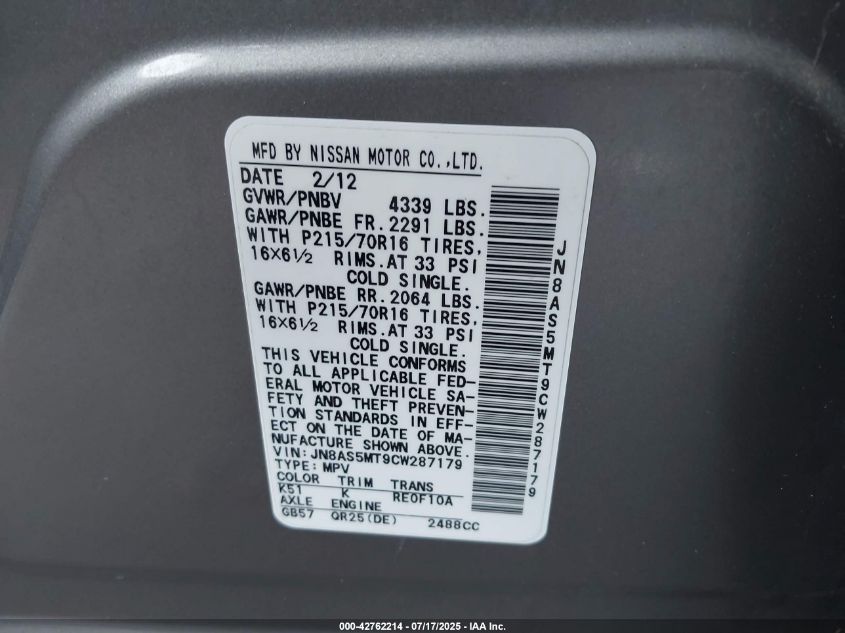 MFD BY NISSAN MOTOR CO.,LTD.
DATE 2/12
GVWR/PNBV 4339 LBS.
GAWR/PNBE FR. 2291 LBS.
WITH P215/70R16 TIRES,
16X6½ RIMS.AT 33 PSI
COLD SINGLE.
GAWR/PNBE RR. 2064 LBS.
WITH P215/70R16 TIRES,
16X6½ RIMS.AT 33 PSI
COLD SINGLE.
THIS VEHICLE CONFORMS
TO ALL APPLICABLE FED-
ERAL MOTOR VEHICLE SA-
FETY AND THEFT PREVEN-
TION STANDARDS IN EFF-
ECT ON THE DATE OF MA-
NUFACTURE SHOWN ABOVE.
VIN: JN8AS5MT9CW287179
TYPE: MPV
COLOR TRIM TRANS
K51 K RE0F10A
AXLE ENGINE
GB57 QR25(DE) 2488CC
JN8AS5MT9CW287179
000-42762214 - 07/17/2025 - IAA Inc.